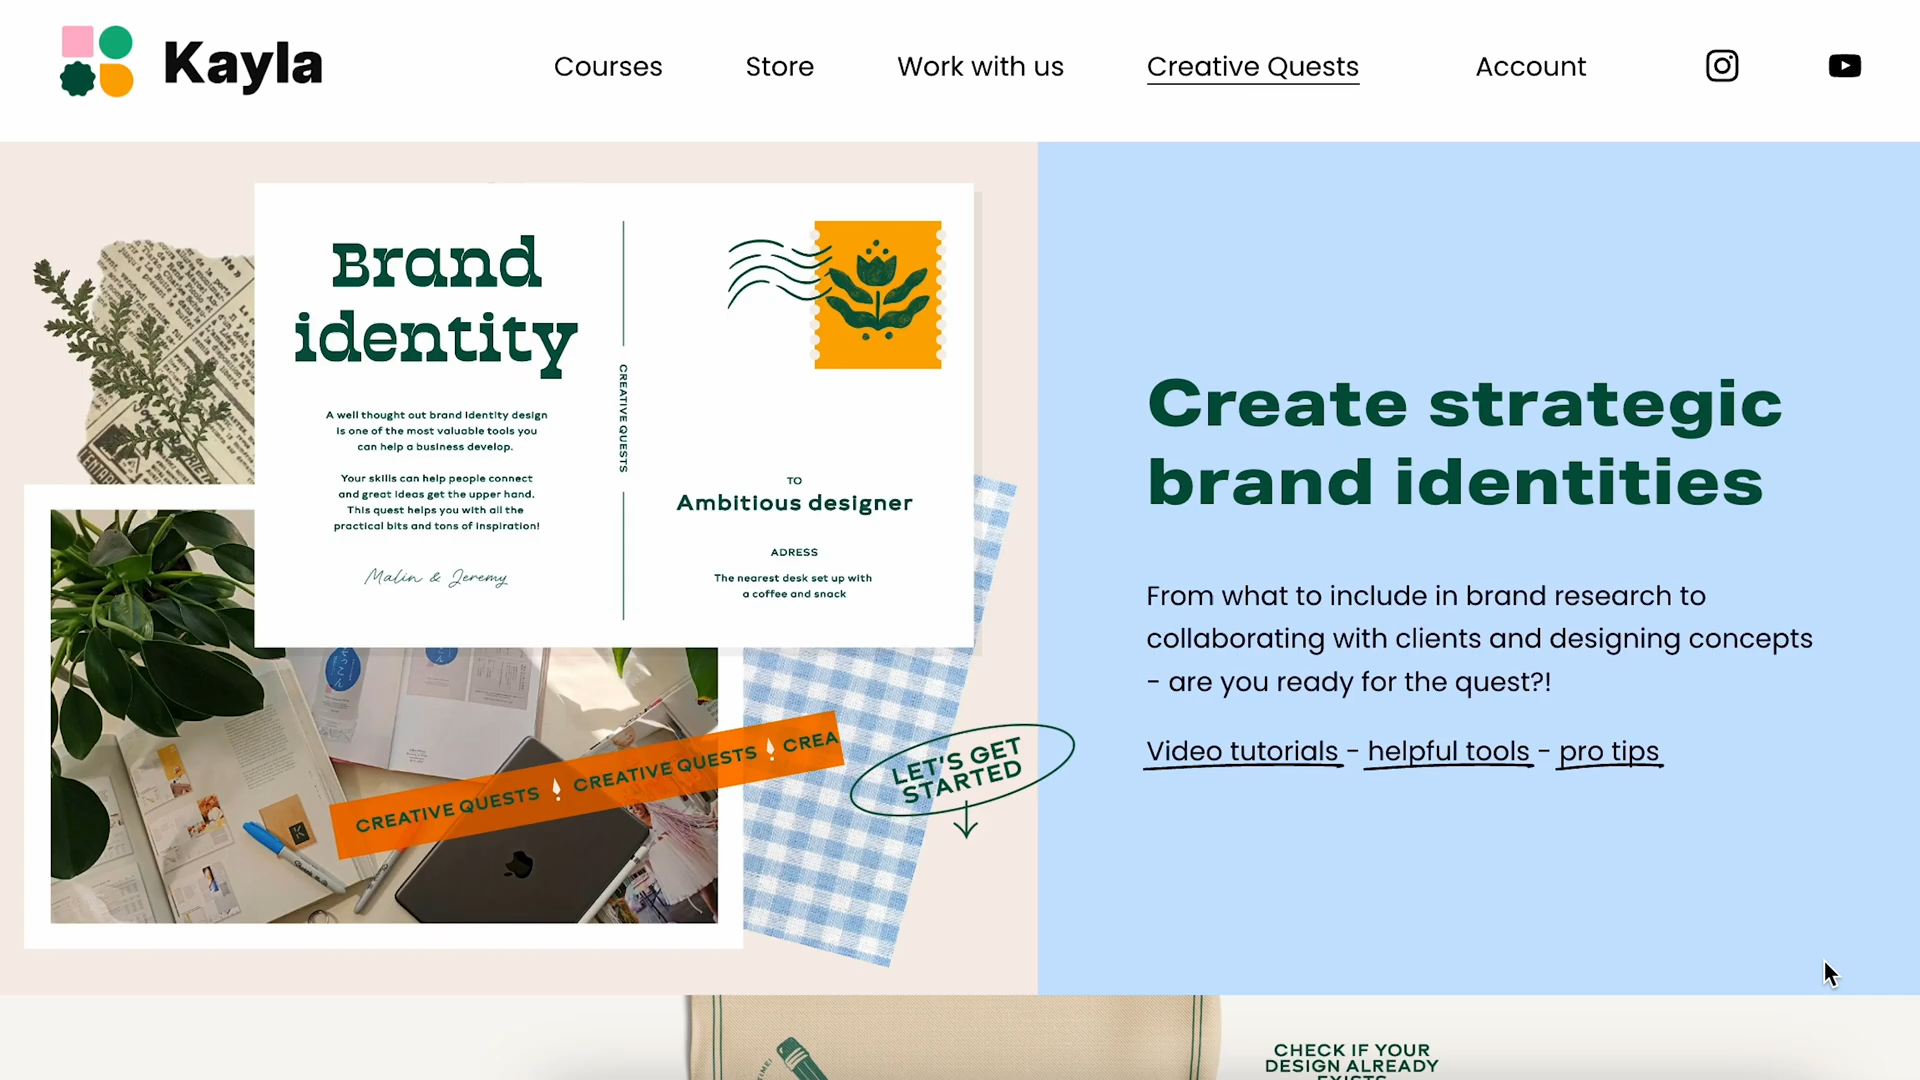 Kayla
Courses
Store
Work with us
Creative Quests
Account
Brand
identity
A well thought out brand identity design
is one of the most valuable tools you
can help a business develop.
Your skills can help people connect
and great ideas get the upper hand.
This quest helps you with all the
practical bits and tons of inspiration!
Malin & Jeremy
CREATIVE QUESTS
TO
Ambitious designer
ADRESS
The nearest desk set up with
a coffee and snack
CREATIVE QUESTS CREATIVE QUESTS CREA
LET'S GET
STARTED
Create strategic
brand identities
From what to include in brand research to
collaborating with clients and designing concepts
- are you ready for the quest?!
Video tutorials - helpful tools - pro tips
CHECK IF YOUR
DESIGN ALREADY
EXISTS